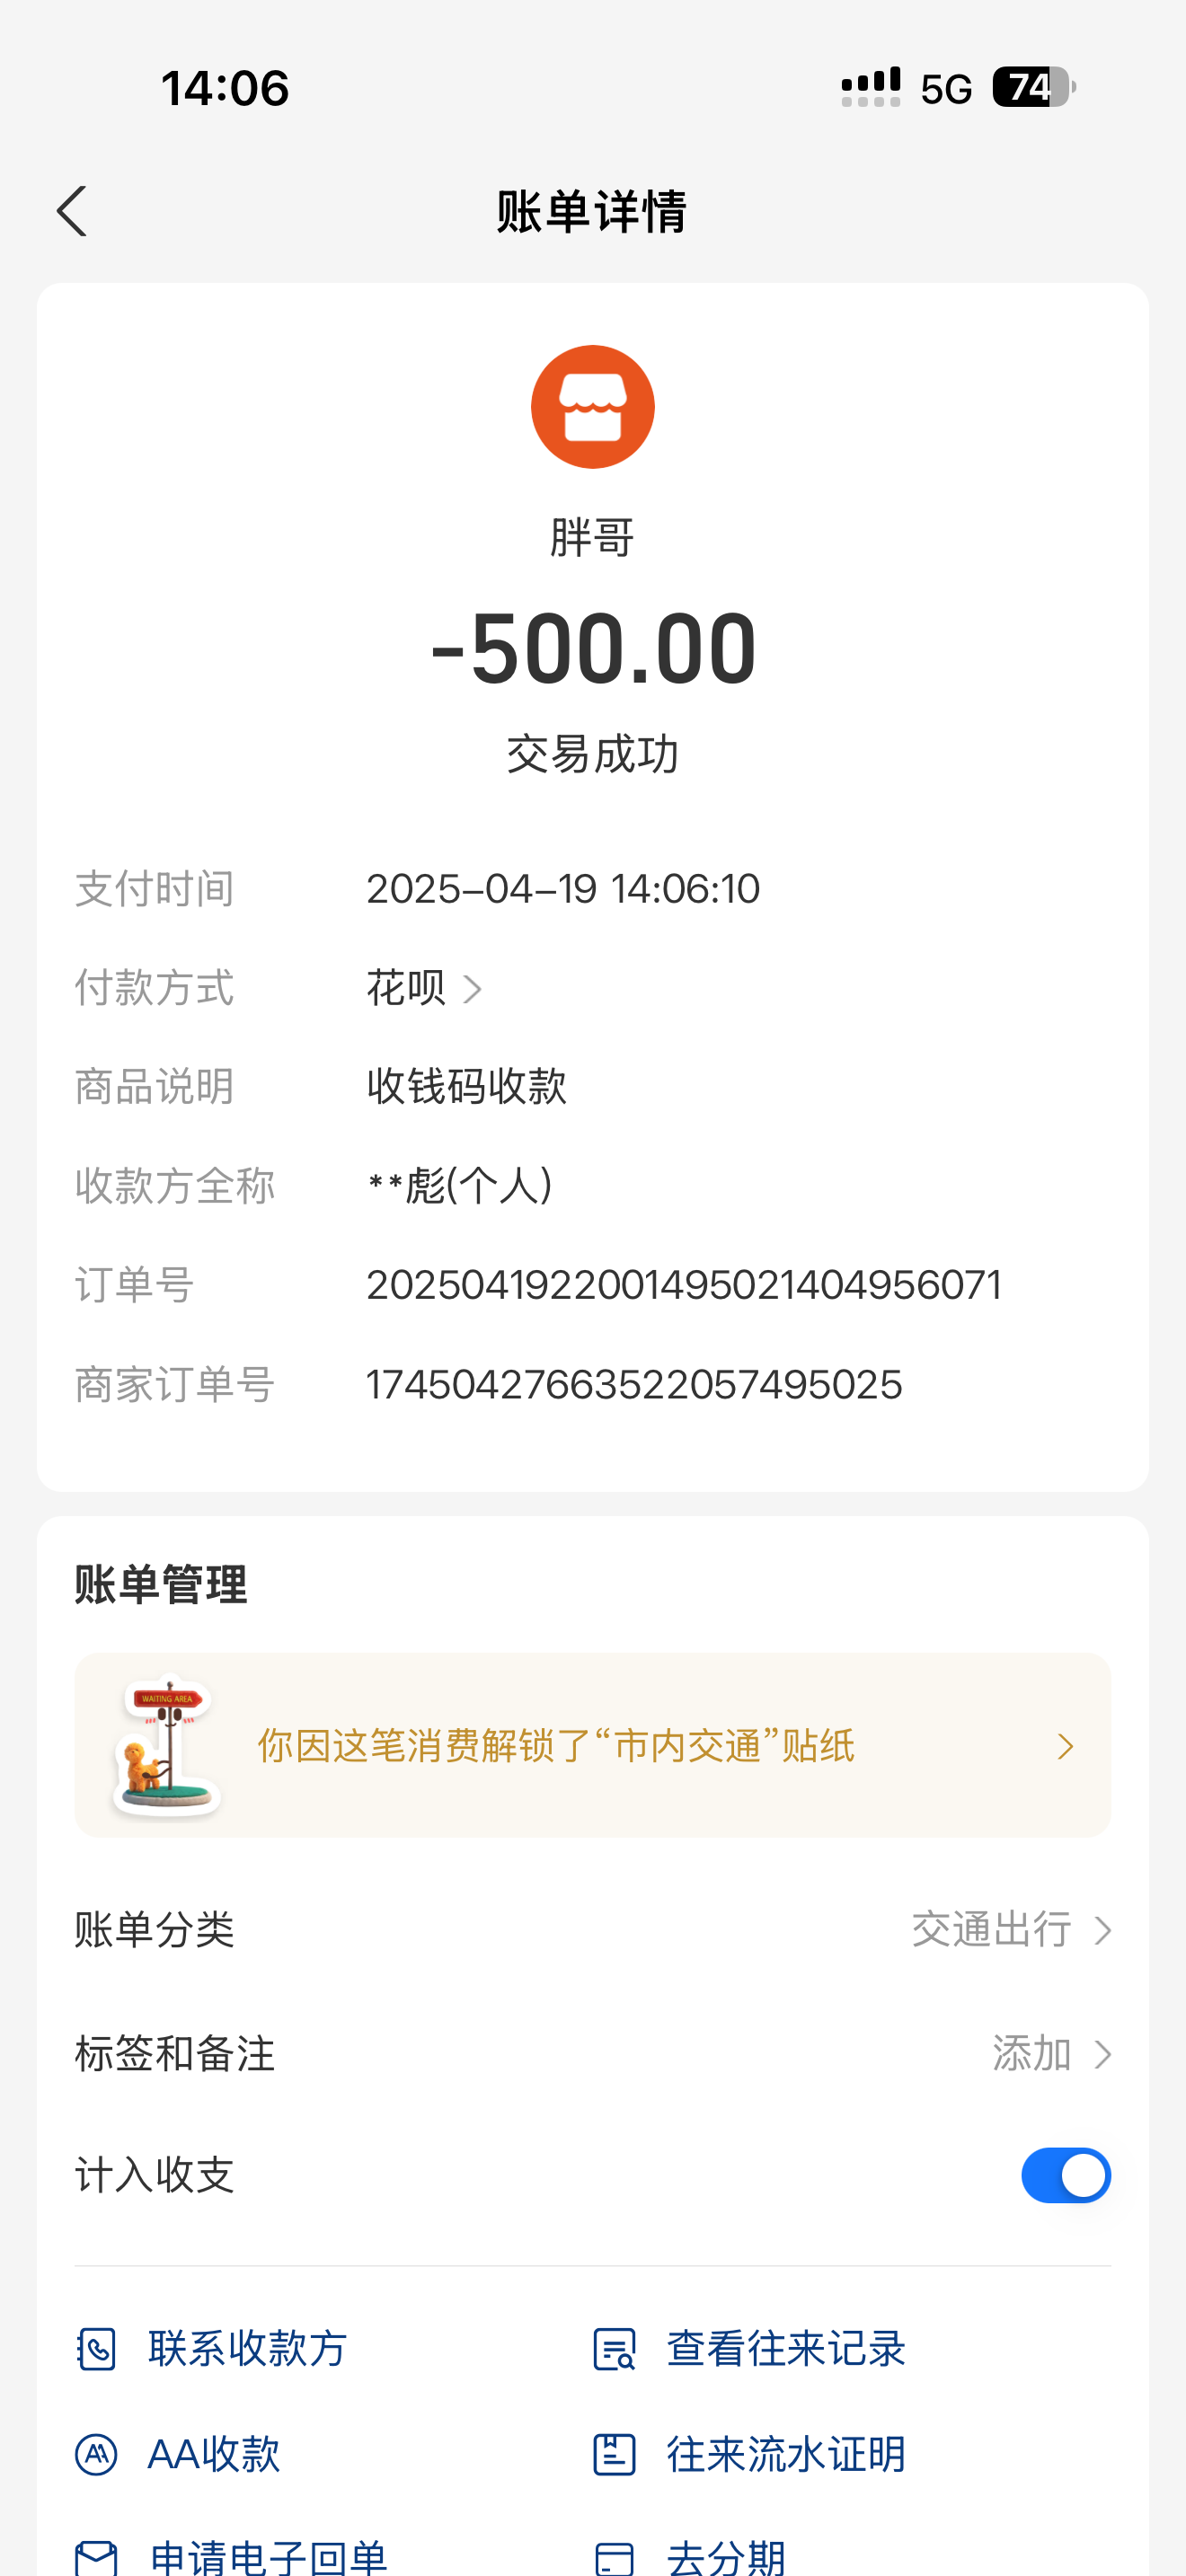 14:06 5G 74
账单详情
胖哥
-500.00
交易成功
支付时间 2025-04-19 14:06:10
付款方式 花呗
商品说明 收钱码收款
收款方全称 **彪(个人)
订单号 2025041922001495021404956071
商家订单号 17450427663522057495025
账单管理
WAITING AREA
你因这笔消费解锁了“市内交通”贴纸
账单分类 交通出行
标签和备注 添加
计入收支
联系收款方 查看往来记录
AA收款 往来流水证明
申请电子回单 去分期